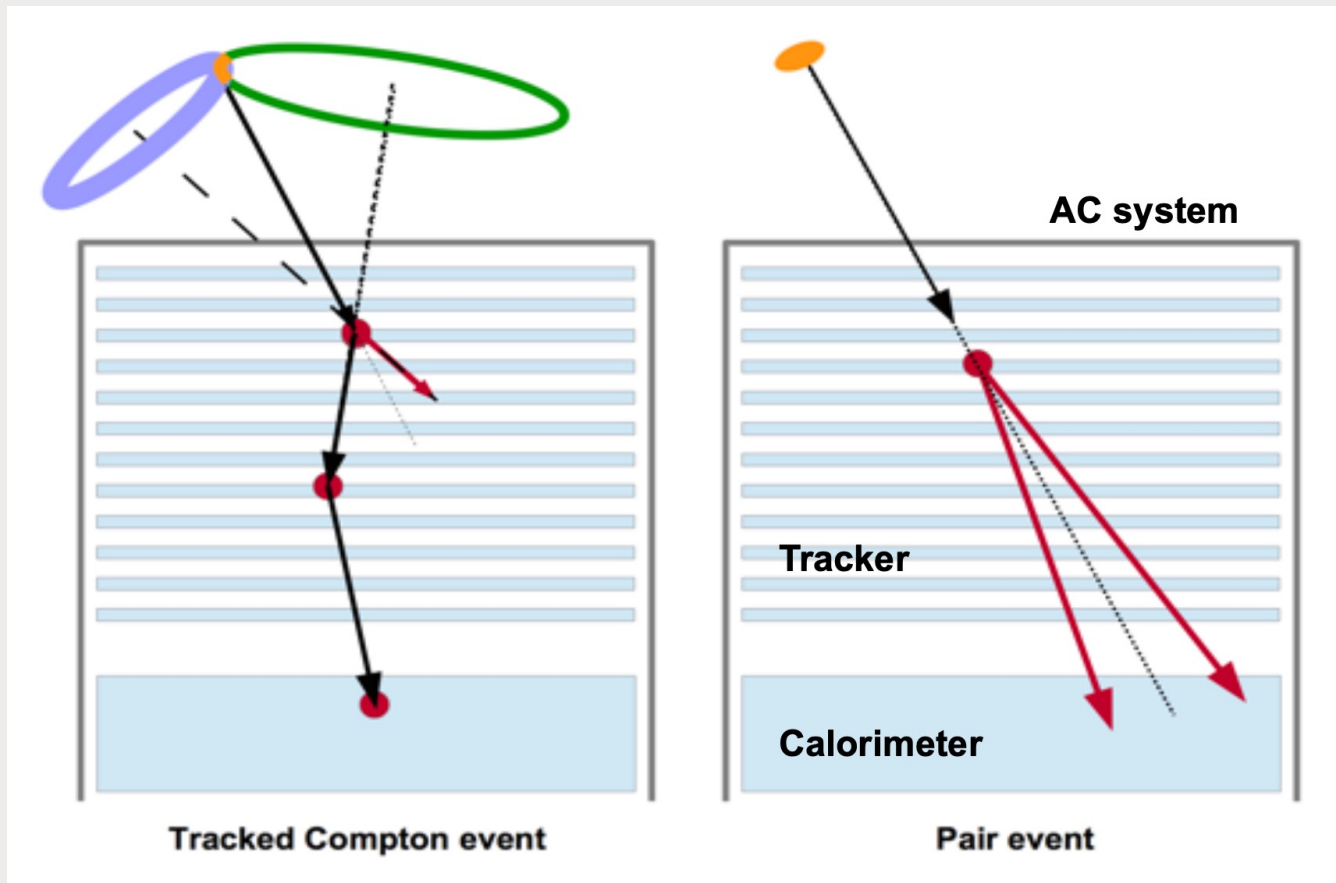 AC system
Tracker
Calorimeter
Tracked Compton event
Pair event